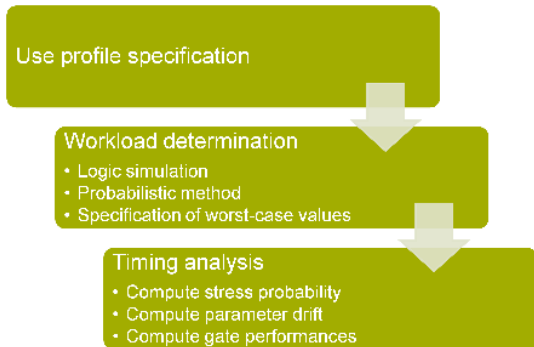 Use profile specification
Workload determination
• Logic simulation
• Probabilistic method
• Specification of worst-case values
Timing analysis
• Compute stress probability
• Compute parameter drift
• Compute gate performances